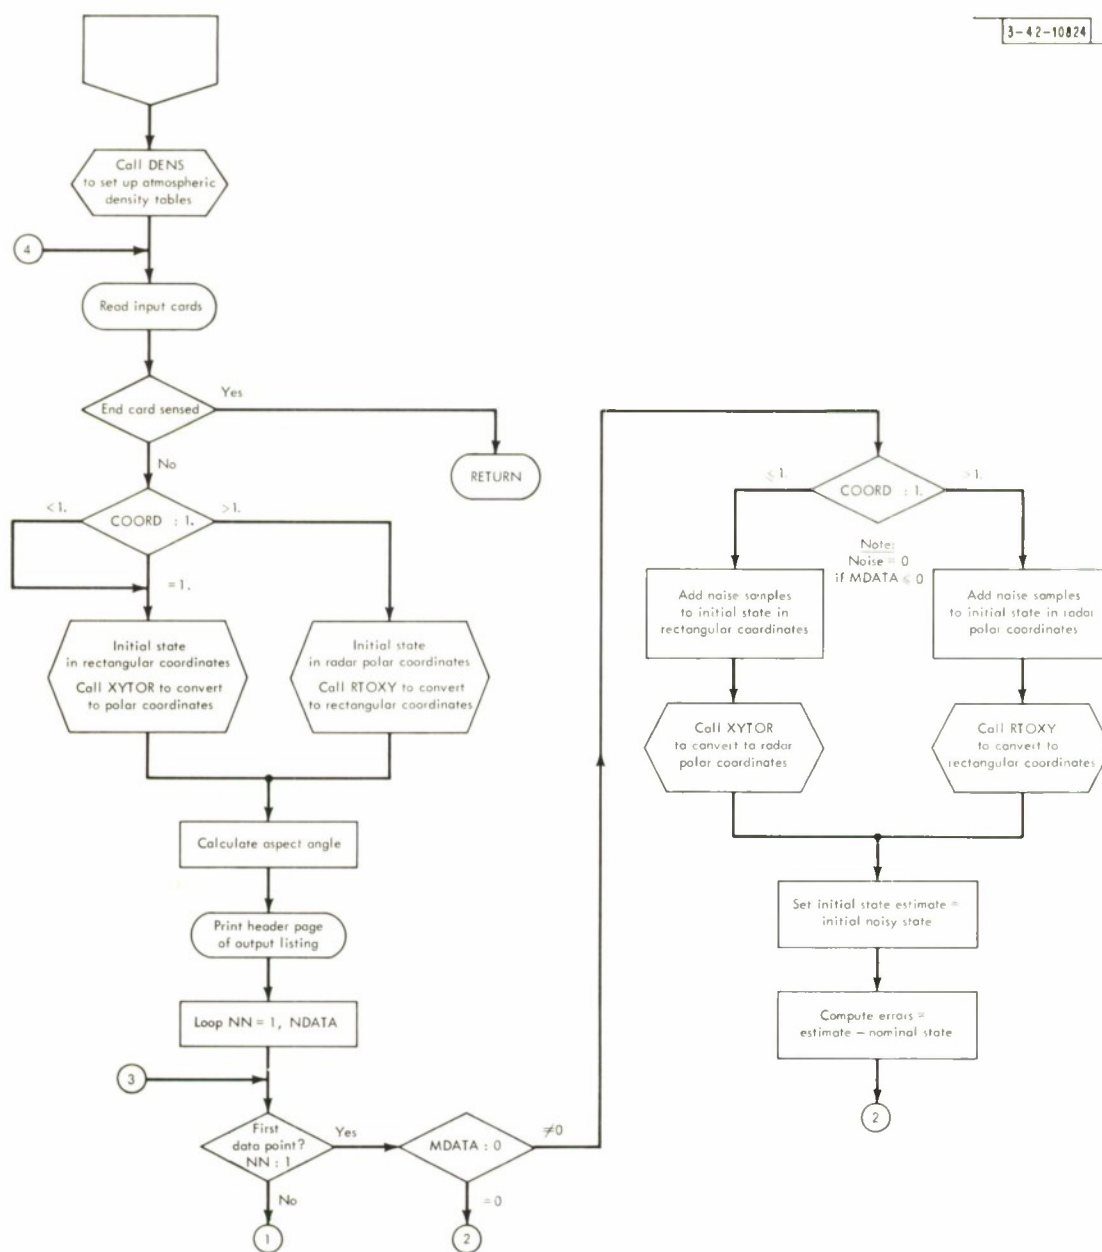 3-42-10824
Call DENS
to set up atmospheric
density tables
4
Read input cards
End card sensed
Yes
RETURN
No
<1.
COORD : 1.
>1.
=1.
Initial state
in rectangular coordinates
Call XYTOR to convert
to polar coordinates
Initial state
in radar polar coordinates
Call RTOXY to convert
to rectangular coordinates
Calculate aspect angle
Print header page
of output listing
Loop NN = 1, NDATA
3
First
data point?
NN : 1
Yes
No
1
MDATA : 0
≠0
=0
2
≤1.
COORD : 1.
>1.
Note:
Noise = 0
if MDATA ≤ 0
Add noise samples
to initial state in
rectangular coordinates
Add noise samples
to initial state in radar
polar coordinates
Call XYTOR
to convert to radar
polar coordinates
Call RTOXY
to convert to
rectangular coordinates
Set initial state estimate =
initial noisy state
Compute errors =
estimate — nominal state
2